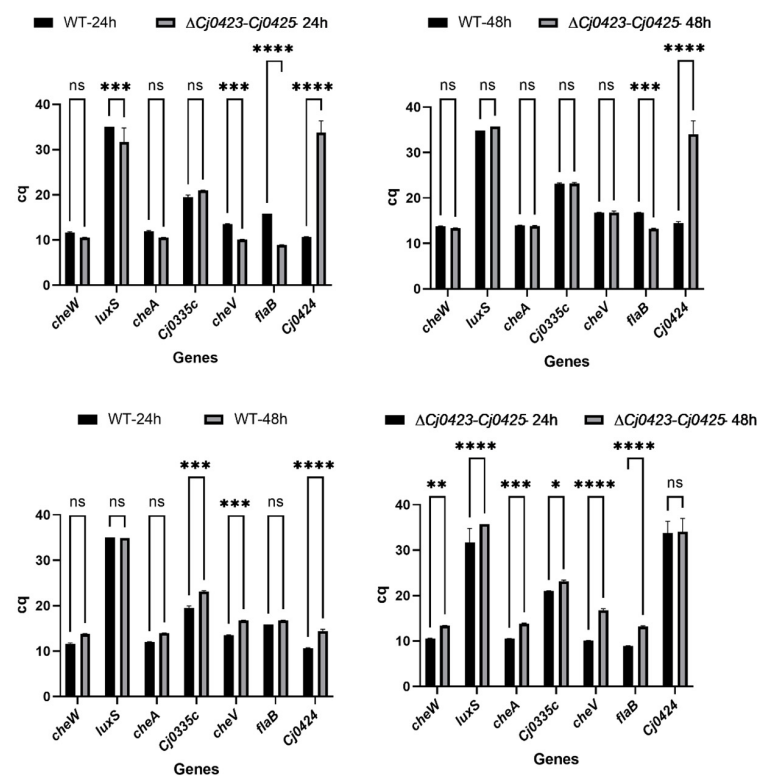 WT-24h ΔCj0423-Cj0425- 24h
ns *** ns ns *** **** ****
cq
40
30
20
10
0
cheW luxS cheA Cj0335c cheV flaB Cj0424
Genes
WT-48h ΔCj0423-Cj0425- 48h
ns ns ns ns ns *** ****
cq
40
30
20
10
0
cheW luxS cheA Cj0335c cheV flaB Cj0424
Genes
WT-24h WT-48h
ns ns ns *** *** ns ****
cq
40
30
20
10
0
cheW luxS cheA Cj0335c cheV flaB Cj0424
Genes
ΔCj0423-Cj0425- 24h ΔCj0423-Cj0425- 48h
** **** *** * **** **** ns
cq
40
30
20
10
0
cheW luxS cheA Cj0335c cheV flaB Cj0424
Genes